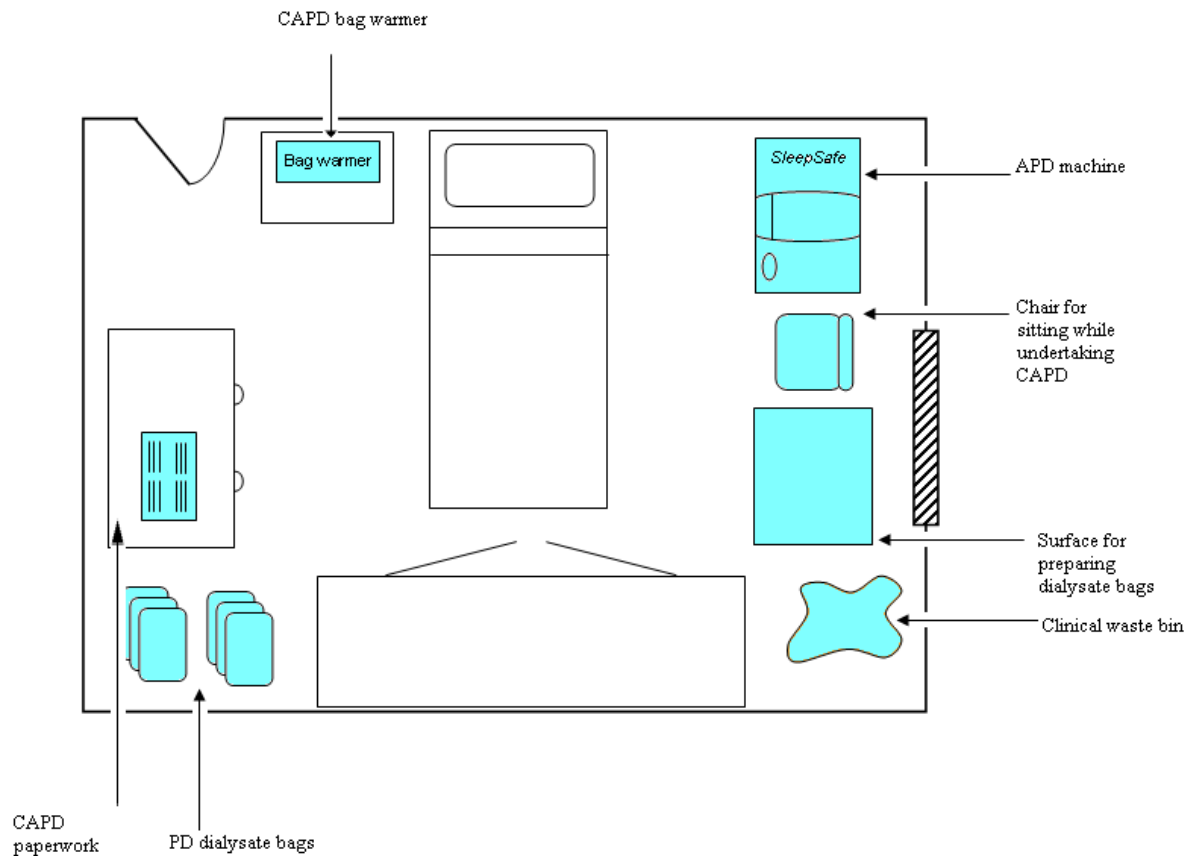 CAPD bag warmer
Bag warmer
SleepSafe
APD machine
Chair for
sitting while
undertaking
CAPD
Surface for
preparing
dialysate bags
Clinical waste bin
CAPD
paperwork
PD dialysate bags